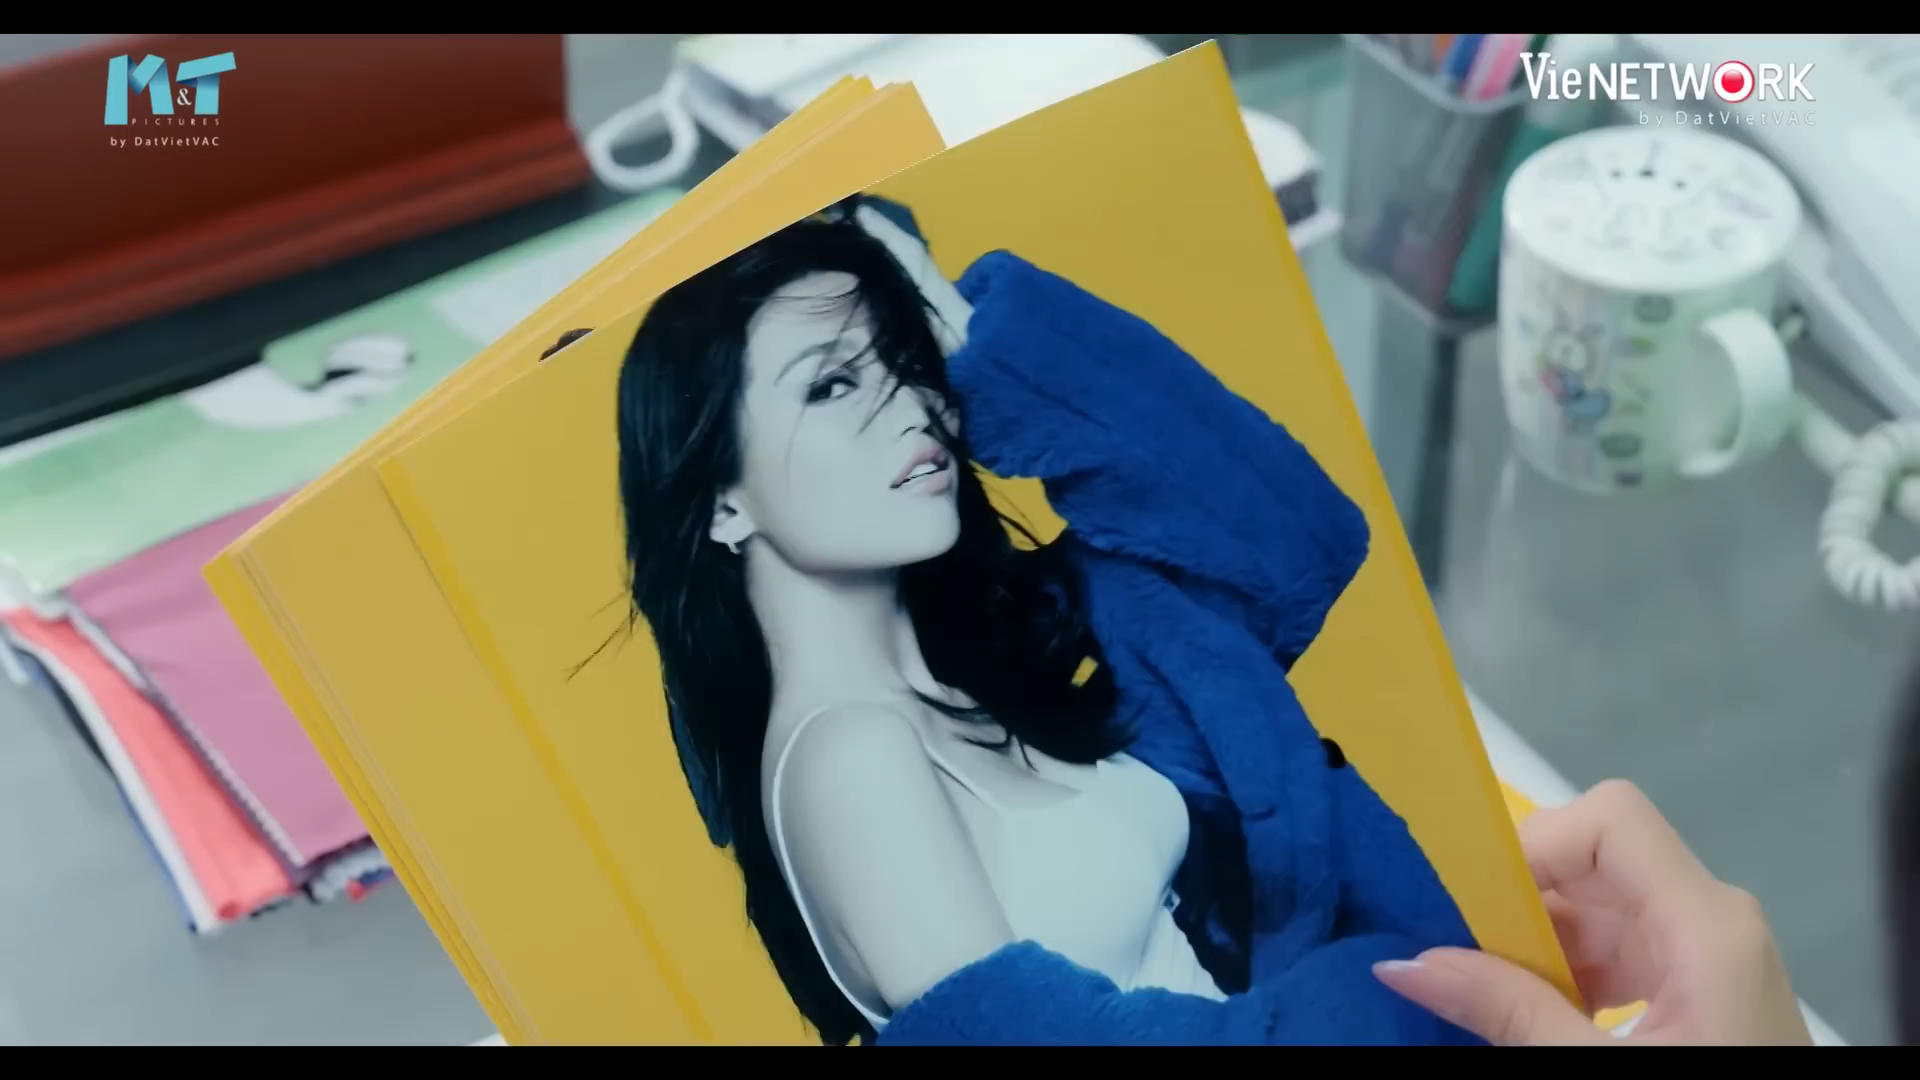 M&T
PICTURES
by DatVietVAC
VieNETWORK
by DatVietVAC